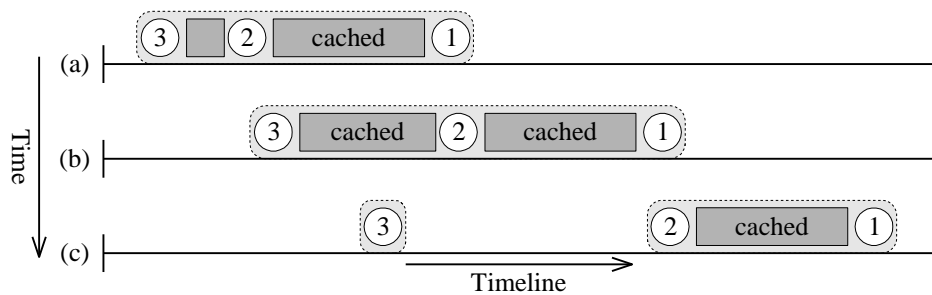 3 2 cached 1
(a)
3 cached 2 cached 1
Time
(b)
3 2 cached 1
(c)
Timeline